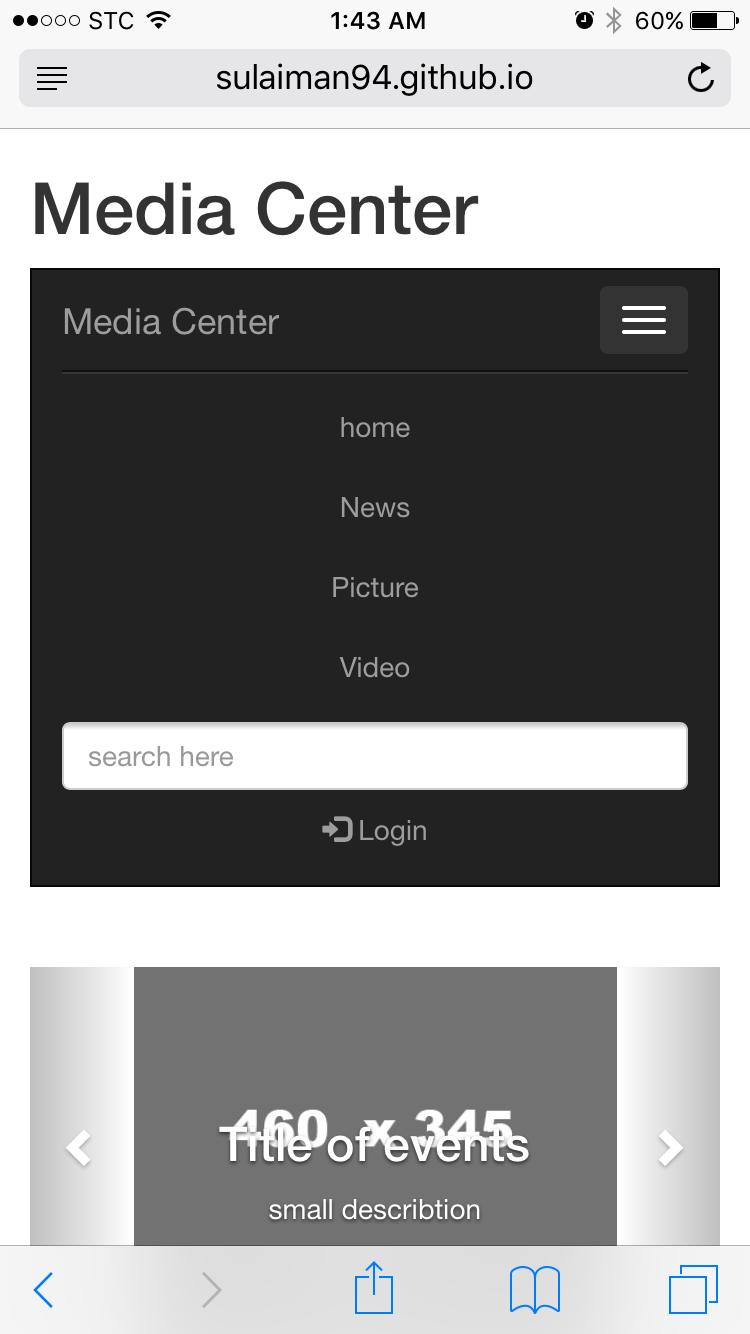 STC 1:43 AM 60%
sulaiman94.github.io
Media Center
Media Center
home
News
Picture
Video
search here
Login
460 x 345
Title of events
small describtion